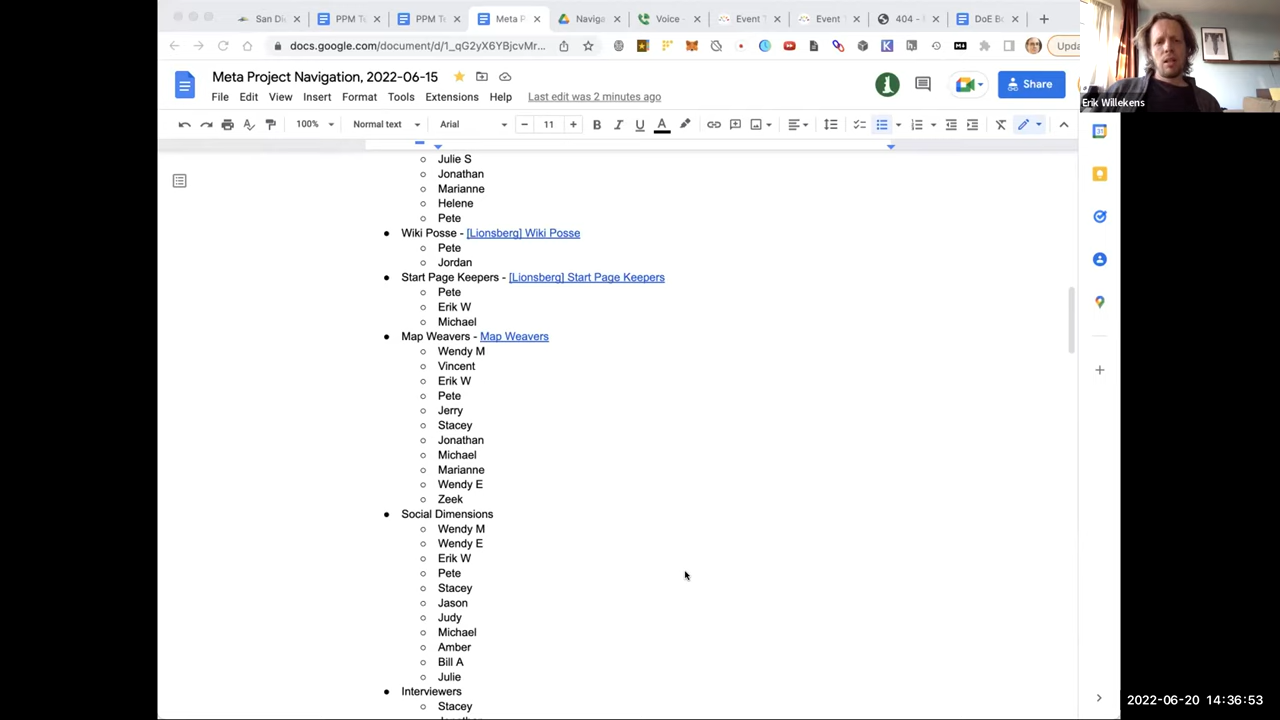 San Di
PPM T
PPM To
Meta P
Naviga
Voice
Event
Event
404 -
DoE B
docs.google.com/document/d/1_qG2yX6YBjcvMr...
Upda
Erik Willekens
Meta Project Navigation, 2022-06-15
File Edit View Insert Format Tools Extensions Help Last edit was 2 minutes ago
Share
100% Normal text Arial 11
Julie S
Jonathan
Marianne
Helene
Pete
Wiki Posse - [Lionsberg] Wiki Posse
Pete
Jordan
Start Page Keepers - [Lionsberg] Start Page Keepers
Pete
Erik W
Michael
Map Weavers - Map Weavers
Wendy M
Vincent
Erik W
Pete
Jerry
Stacey
Jonathan
Michael
Marianne
Wendy E
Zeek
Social Dimensions
Wendy M
Wendy E
Erik W
Pete
Stacey
Jason
Judy
Michael
Amber
Bill A
Julie
Interviewers
Stacey
2022-06-20 14:36:53